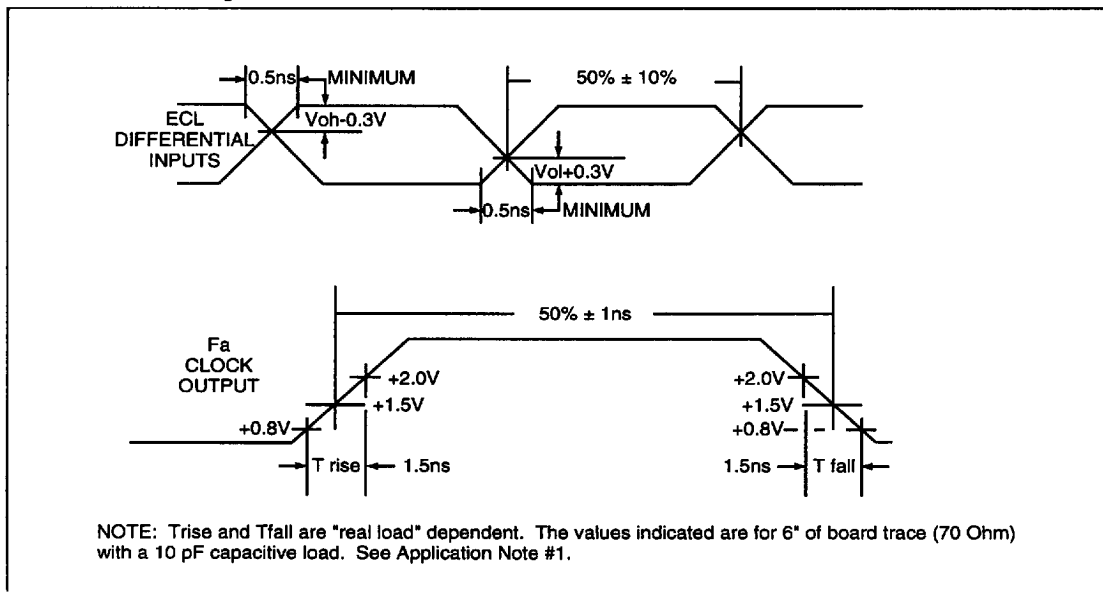 0.5ns MINIMUM 50% ± 10%
ECL Voh-0.3V
DIFFERENTIAL
INPUTS
Vol+0.3V
0.5ns MINIMUM
50% ± 1ns
Fa
CLOCK
OUTPUT
+2.0V +2.0V
+1.5V +1.5V
+0.8V +0.8V
T rise 1.5ns 1.5ns T fall
NOTE: Trise and Tfall are "real load" dependent. The values indicated are for 6" of board trace (70 Ohm)
with a 10 pF capacitive load. See Application Note #1.